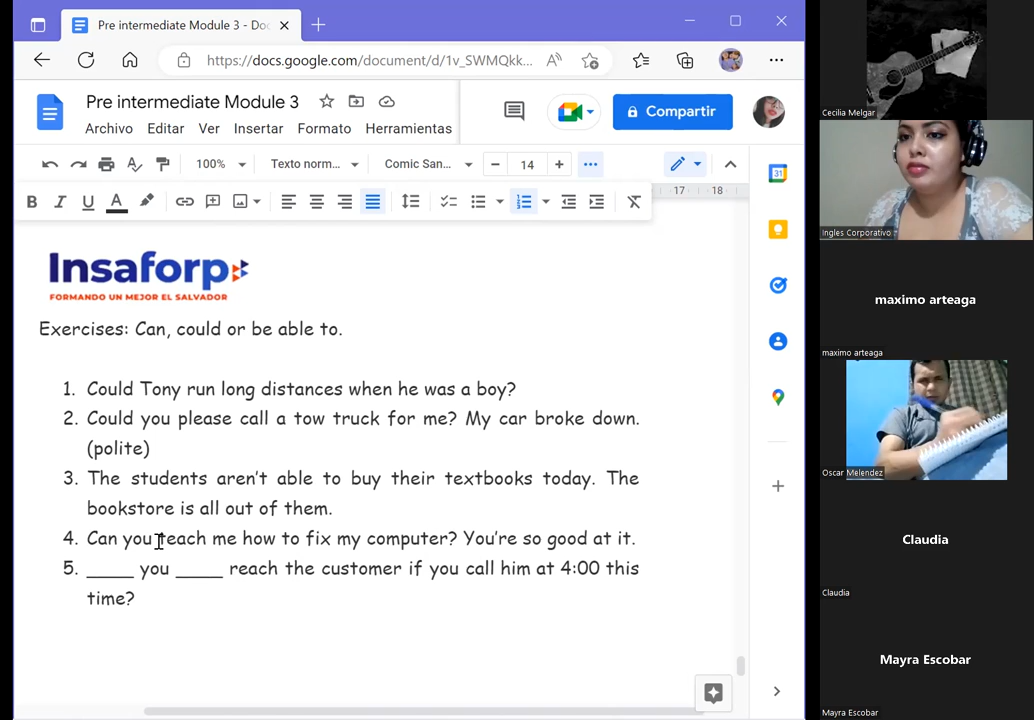 Pre intermediate Module 3 - Doc
https://docs.google.com/document/d/1v_SWMQkk...
Pre intermediate Module 3
Archivo Editar Ver Insertar Formato Herramientas
Compartir
100% Texto norm... Comic San... 14
17 18
Insaforp
FORMANDO UN MEJOR EL SALVADOR
Exercises: Can, could or be able to.
1. Could Tony run long distances when he was a boy?
2. Could you please call a tow truck for me? My car broke down.
(polite)
3. The students aren't able to buy their textbooks today. The
bookstore is all out of them.
4. Can you teach me how to fix my computer? You're so good at it.
5. ____ you ____ reach the customer if you call him at 4:00 this
time?
Cecilia Melgar
Ingles Corporativo
maximo arteaga
maximo arteaga
Oscar Melendez
Claudia
Claudia
Mayra Escobar
Mayra Escobar